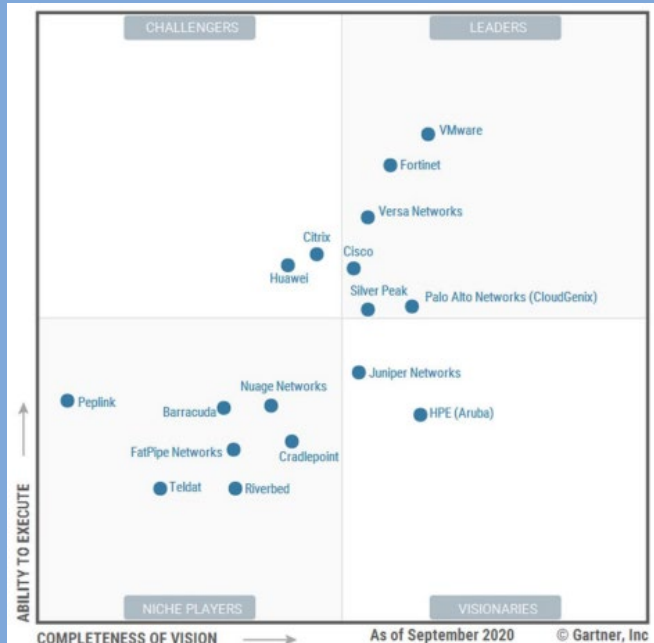 CHALLENGERS
LEADERS
VMware
Fortinet
Versa Networks
Citrix
Cisco
Huawei
Silver Peak
Palo Alto Networks (CloudGenix)
Juniper Networks
Peplink
Nuage Networks
Barracuda
HPE (Aruba)
FatPipe Networks
Cradlepoint
Teldat
Riverbed
ABILITY TO EXECUTE
NICHE PLAYERS
VISIONARIES
COMPLETENESS OF VISION
As of September 2020
© Gartner, Inc